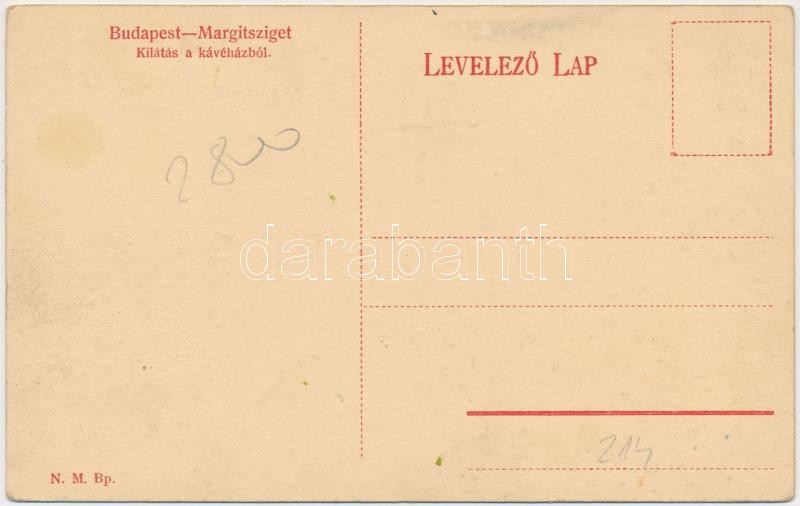 Budapest—Margitsziget
Kilátás a kávéházból.
LEVELEZŐ LAP
2800
darabanth
N. M. Bp.
214